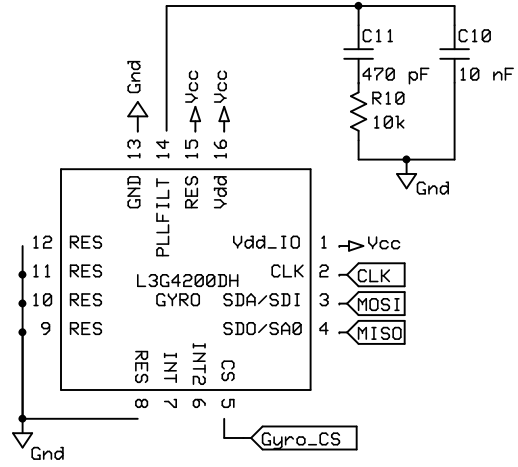 C11
C10
470 pF
10 nF
R10
10k
Gnd
Gnd
Vcc
Vcc
13
14
15
16
GND
PLLFILT
RES
Vdd
12 RES
Vdd_IO 1 Vcc
11 RES
CLK 2 CLK
L3G4200DH
10 RES
GYRO
SDA/SDI 3 MOSI
9 RES
SDO/SA0 4 MISO
RES
INT
INT2
CS
8
7
6
5
Gyro_CS
Gnd